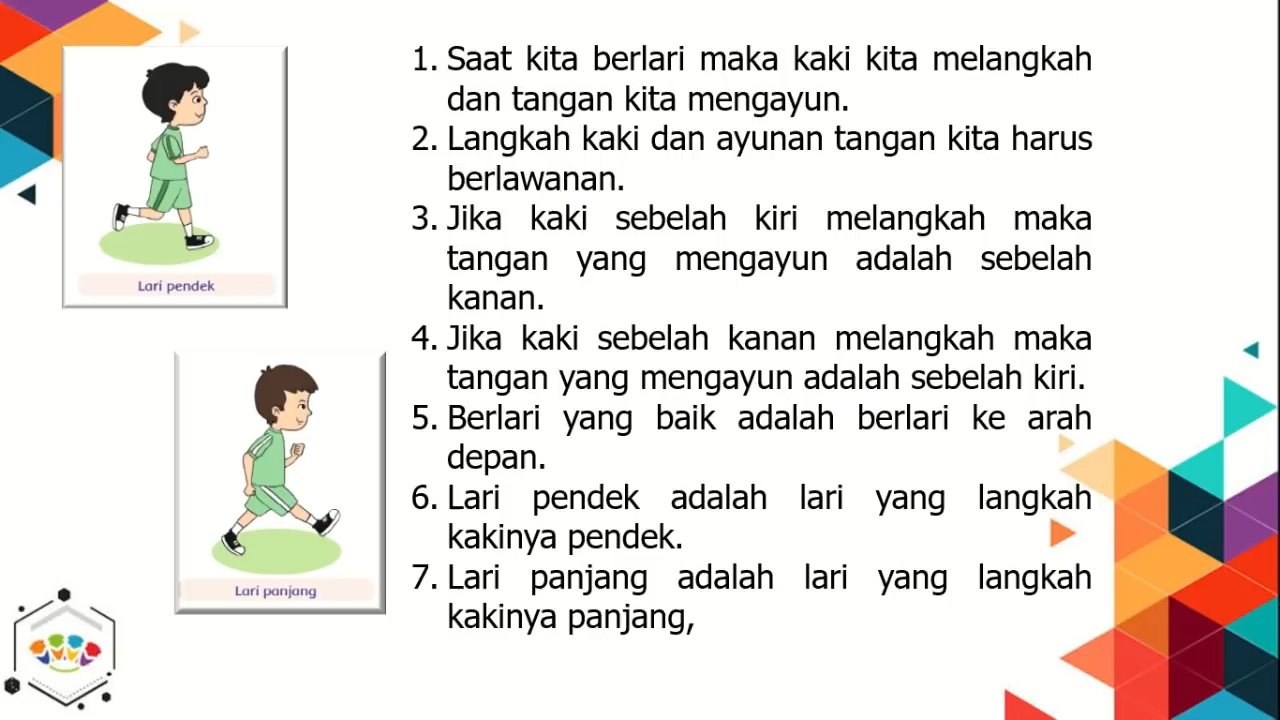 1. Saat kita berlari maka kaki kita melangkah
dan tangan kita mengayun.
2. Langkah kaki dan ayunan tangan kita harus
berlawanan.
3. Jika kaki sebelah kiri melangkah maka
tangan yang mengayun adalah sebelah
kanan.
4. Jika kaki sebelah kanan melangkah maka
tangan yang mengayun adalah sebelah kiri.
5. Berlari yang baik adalah berlari ke arah
depan.
6. Lari pendek adalah lari yang langkah
kakinya pendek.
7. Lari panjang adalah lari yang langkah
kakinya panjang,
Lari pendek
Lari panjang